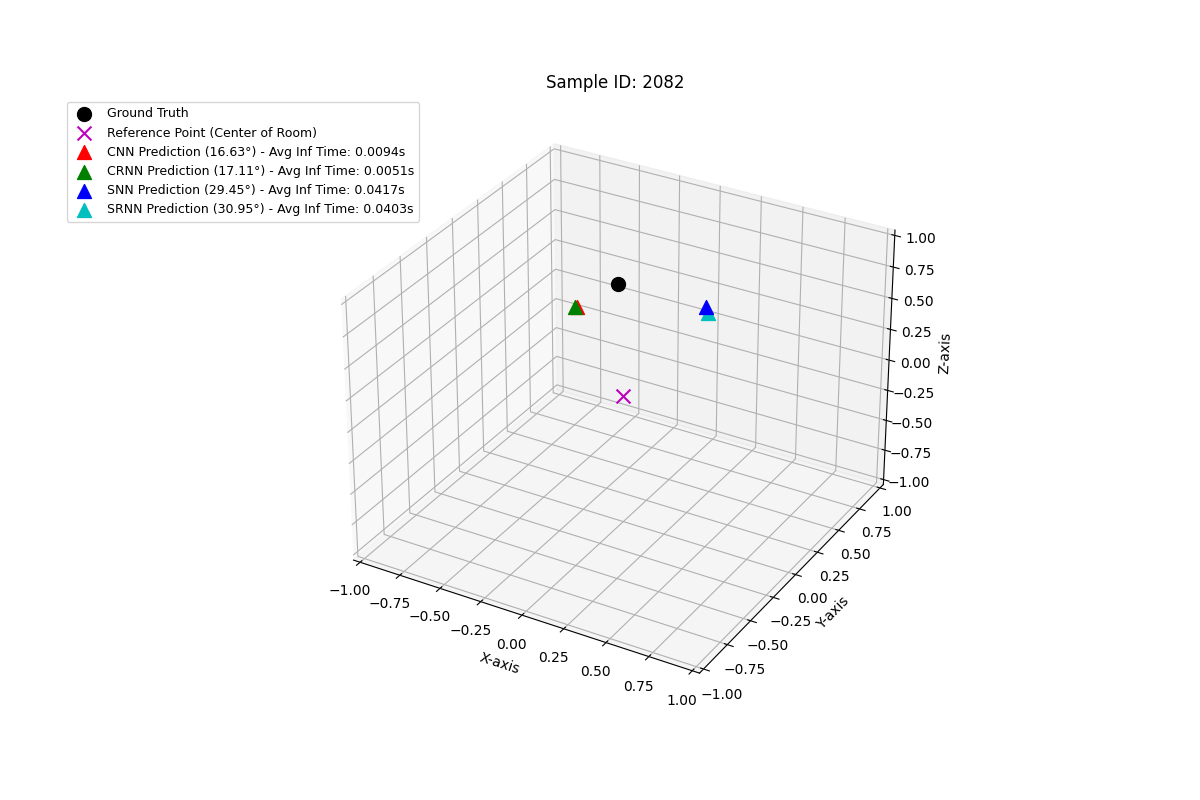 Sample ID: 2082
Ground Truth
Reference Point (Center of Room)
CNN Prediction (16.63°) - Avg Inf Time: 0.0094s
CRNN Prediction (17.11°) - Avg Inf Time: 0.0051s
SNN Prediction (29.45°) - Avg Inf Time: 0.0417s
SRNN Prediction (30.95°) - Avg Inf Time: 0.0403s
1.00
0.75
0.50
0.25
0.00
−0.25
−0.50
−0.75
−1.00
Z-axis
1.00
0.75
0.50
0.25
0.00
−0.25
−0.50
−0.75
−1.00
Y-axis
−1.00
−0.75
−0.50
−0.25
0.00
0.25
0.50
0.75
1.00
X-axis